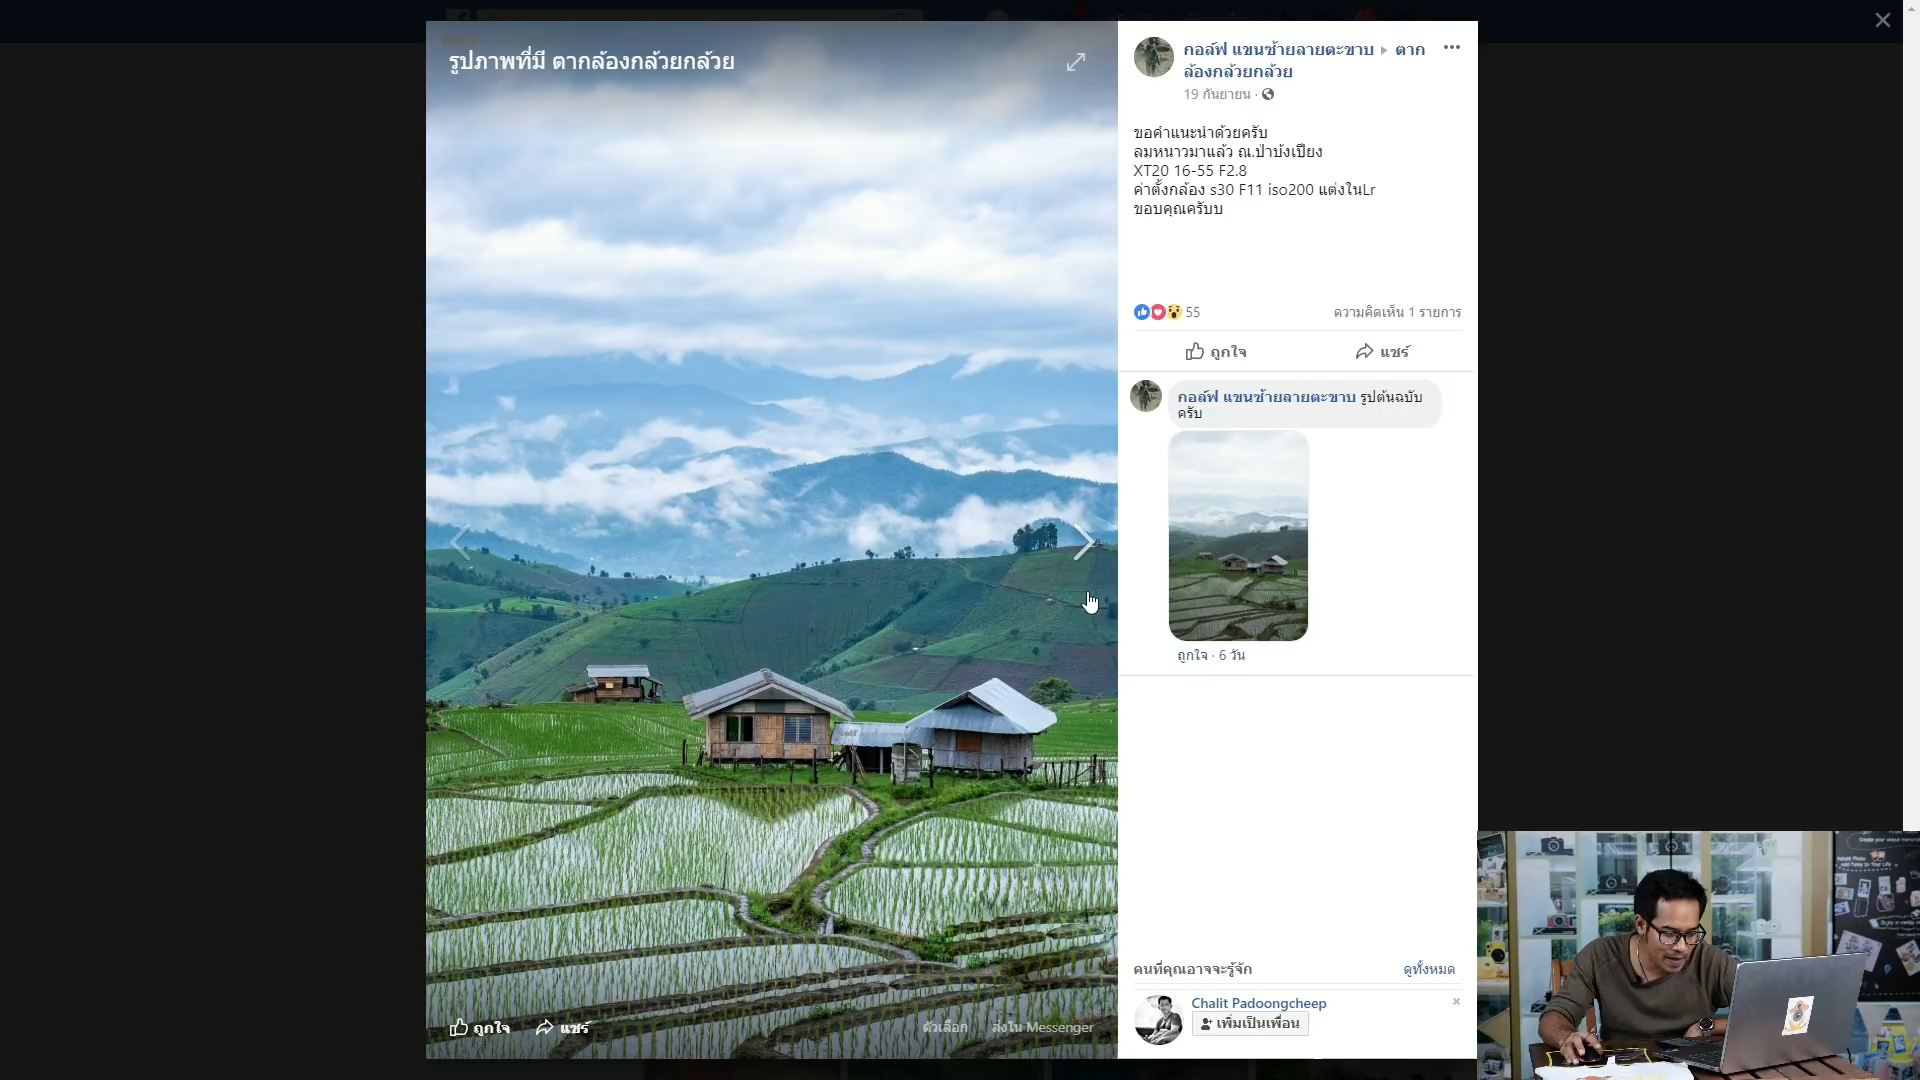 รูปภาพที่มี ตากล้องกล้วยกล้วย
กอล์ฟ แขนซ้ายลายตะขาบ ▸ ตาก
ล้องกล้วยกล้วย
19 กันยายน ·
ขอคำแนะนำด้วยครับ
ลมหนาวมาแล้ว ณ.ป่าบ้งเปียง
XT20 16-55 F2.8
ค่าตั้งกล้อง s30 F11 iso200 แต่งในLr
ขอบคุณครับบ
55
ความคิดเห็น 1 รายการ
ถูกใจ
แชร์
กอล์ฟ แขนซ้ายลายตะขาบ รูปต้นฉบับ
ครับ
ถูกใจ · 6 วัน
คนที่คุณอาจจะรู้จัก
ดูทั้งหมด
Chalit Padoongcheep
เพิ่มเป็นเพื่อน
ถูกใจ
แชร์
ตัวเลือก
ส่งใน Messenger